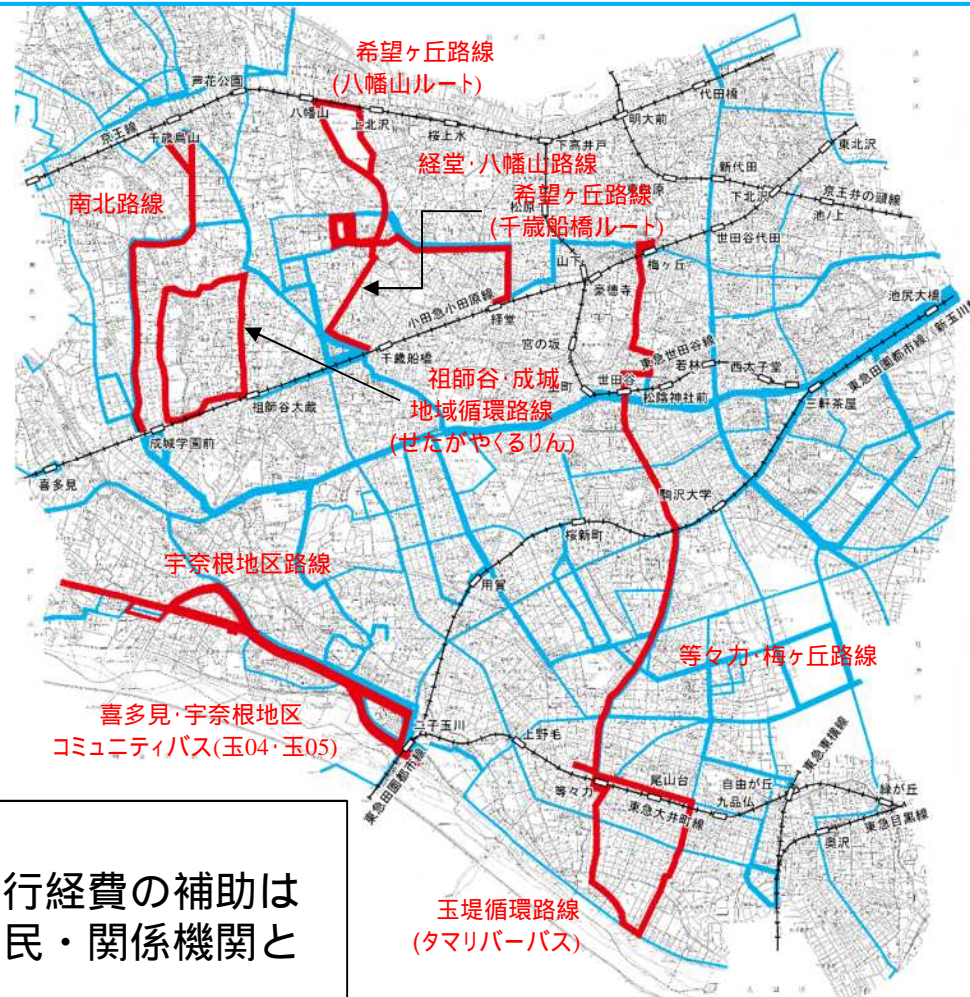 希望ヶ丘路線
(八幡山ルート)
芦花公園
代田橋
八幡山
上北沢
桜上水
明大前
京王線
千歳烏山
下高井戸
東北沢
経堂・八幡山路線
新代田
下北沢
希望ヶ丘路線
京王井の頭線
南北路線
松原
池ノ上
(千歳船橋ルート)
世田谷代田
山下
梅ヶ丘
豪徳寺
池尻大橋
小田急小田原線
経堂
宮の坂
千歳船橋
東急世田谷線
若林
西太子堂
東急田園都市線(新玉川線
祖師谷・成城
町
世田谷
松陰神社前
三軒茶屋
祖師谷大蔵
地域循環路線
(せたがやくるりん)
成城学園前
喜多見
駒沢大学
桜新町
宇奈根地区路線
用賀
等々力・梅ヶ丘路線
喜多見・宇奈根地区
コミュニティバス(玉04・玉05)
二子玉川
上野毛
東急東横線
東急田園都市線
尾山台
自由が丘
等々力
東急大井町線
九品仏
緑が丘
東急目黒線
奥沢
行経費の補助は
民・関係機関と
玉堤循環路線
(タマリバーバス)